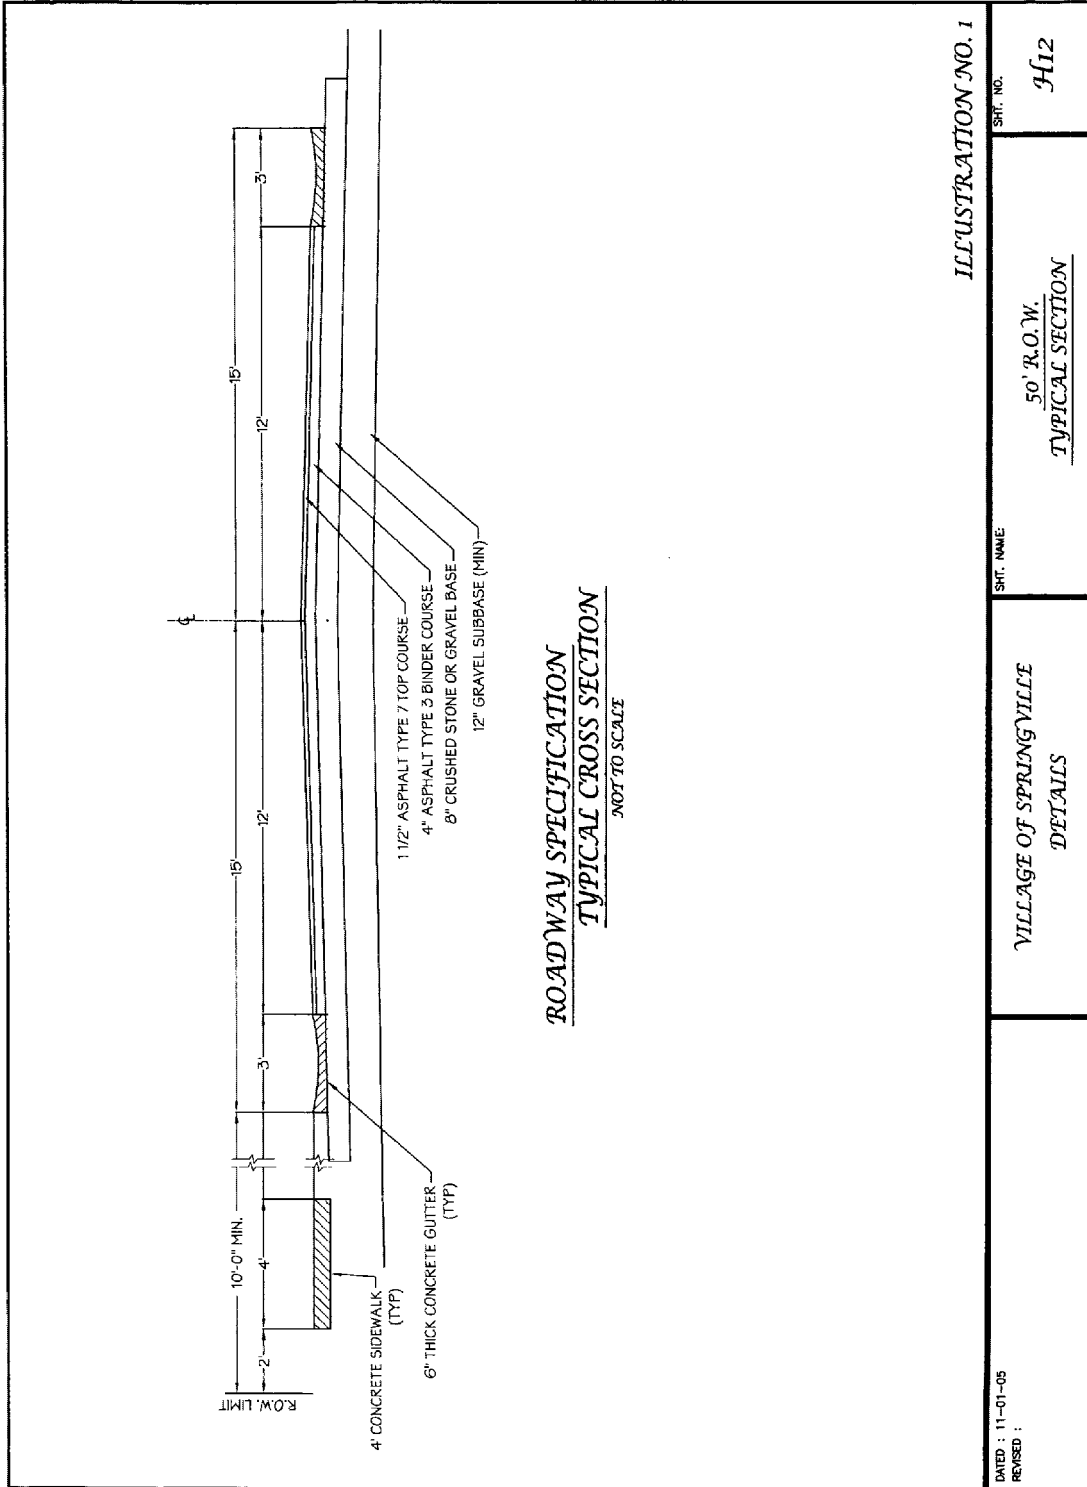 R.O.W. LIMIT
10'-0" MIN.
15'
15'
2'
4'
3'
12'
12'
3'
℄
4' CONCRETE SIDEWALK
(TYP)
6" THICK CONCRETE GUTTER
(TYP)
1 1/2" ASPHALT TYPE 7 TOP COURSE
4" ASPHALT TYPE 3 BINDER COURSE
8" CRUSHED STONE OR GRAVEL BASE
12" GRAVEL SUBBASE (MIN)
ROADWAY SPECIFICATION
TYPICAL CROSS SECTION
NOT TO SCALE
ILLUSTRATION NO. 1
DATED : 11-01-05
REVISED :
VILLAGE OF SPRINGVILLE
DETAILS
SHT. NAME:
50' R.O.W.
TYPICAL SECTION
SHT. NO.
H12